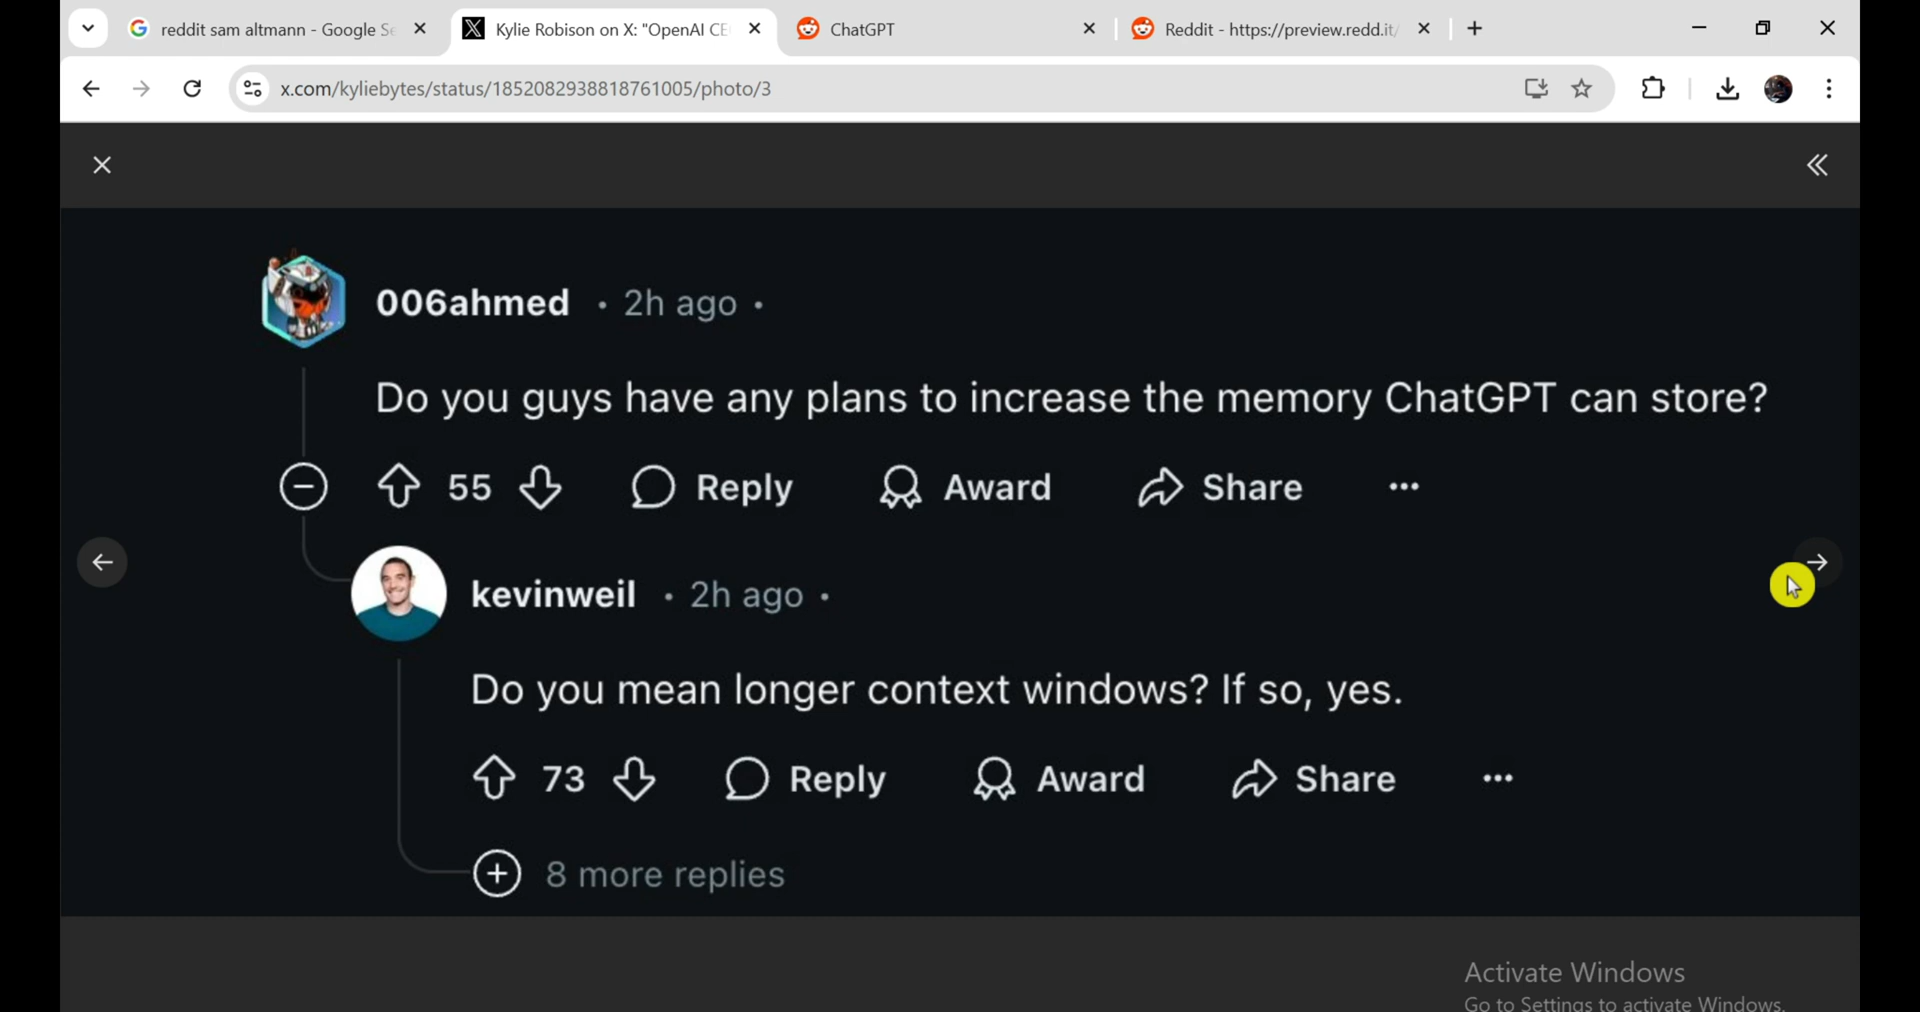 reddit sam altmann - Google Se
Kylie Robison on X: "OpenAI CE
ChatGPT
Reddit - https://preview.redd.it/
x.com/kyliebytes/status/1852082938818761005/photo/3
006ahmed • 2h ago •
Do you guys have any plans to increase the memory ChatGPT can store?
55 Reply Award Share ...
kevinweil • 2h ago •
Do you mean longer context windows? If so, yes.
73 Reply Award Share ...
8 more replies
Activate Windows
Go to Settings to activate Windows.